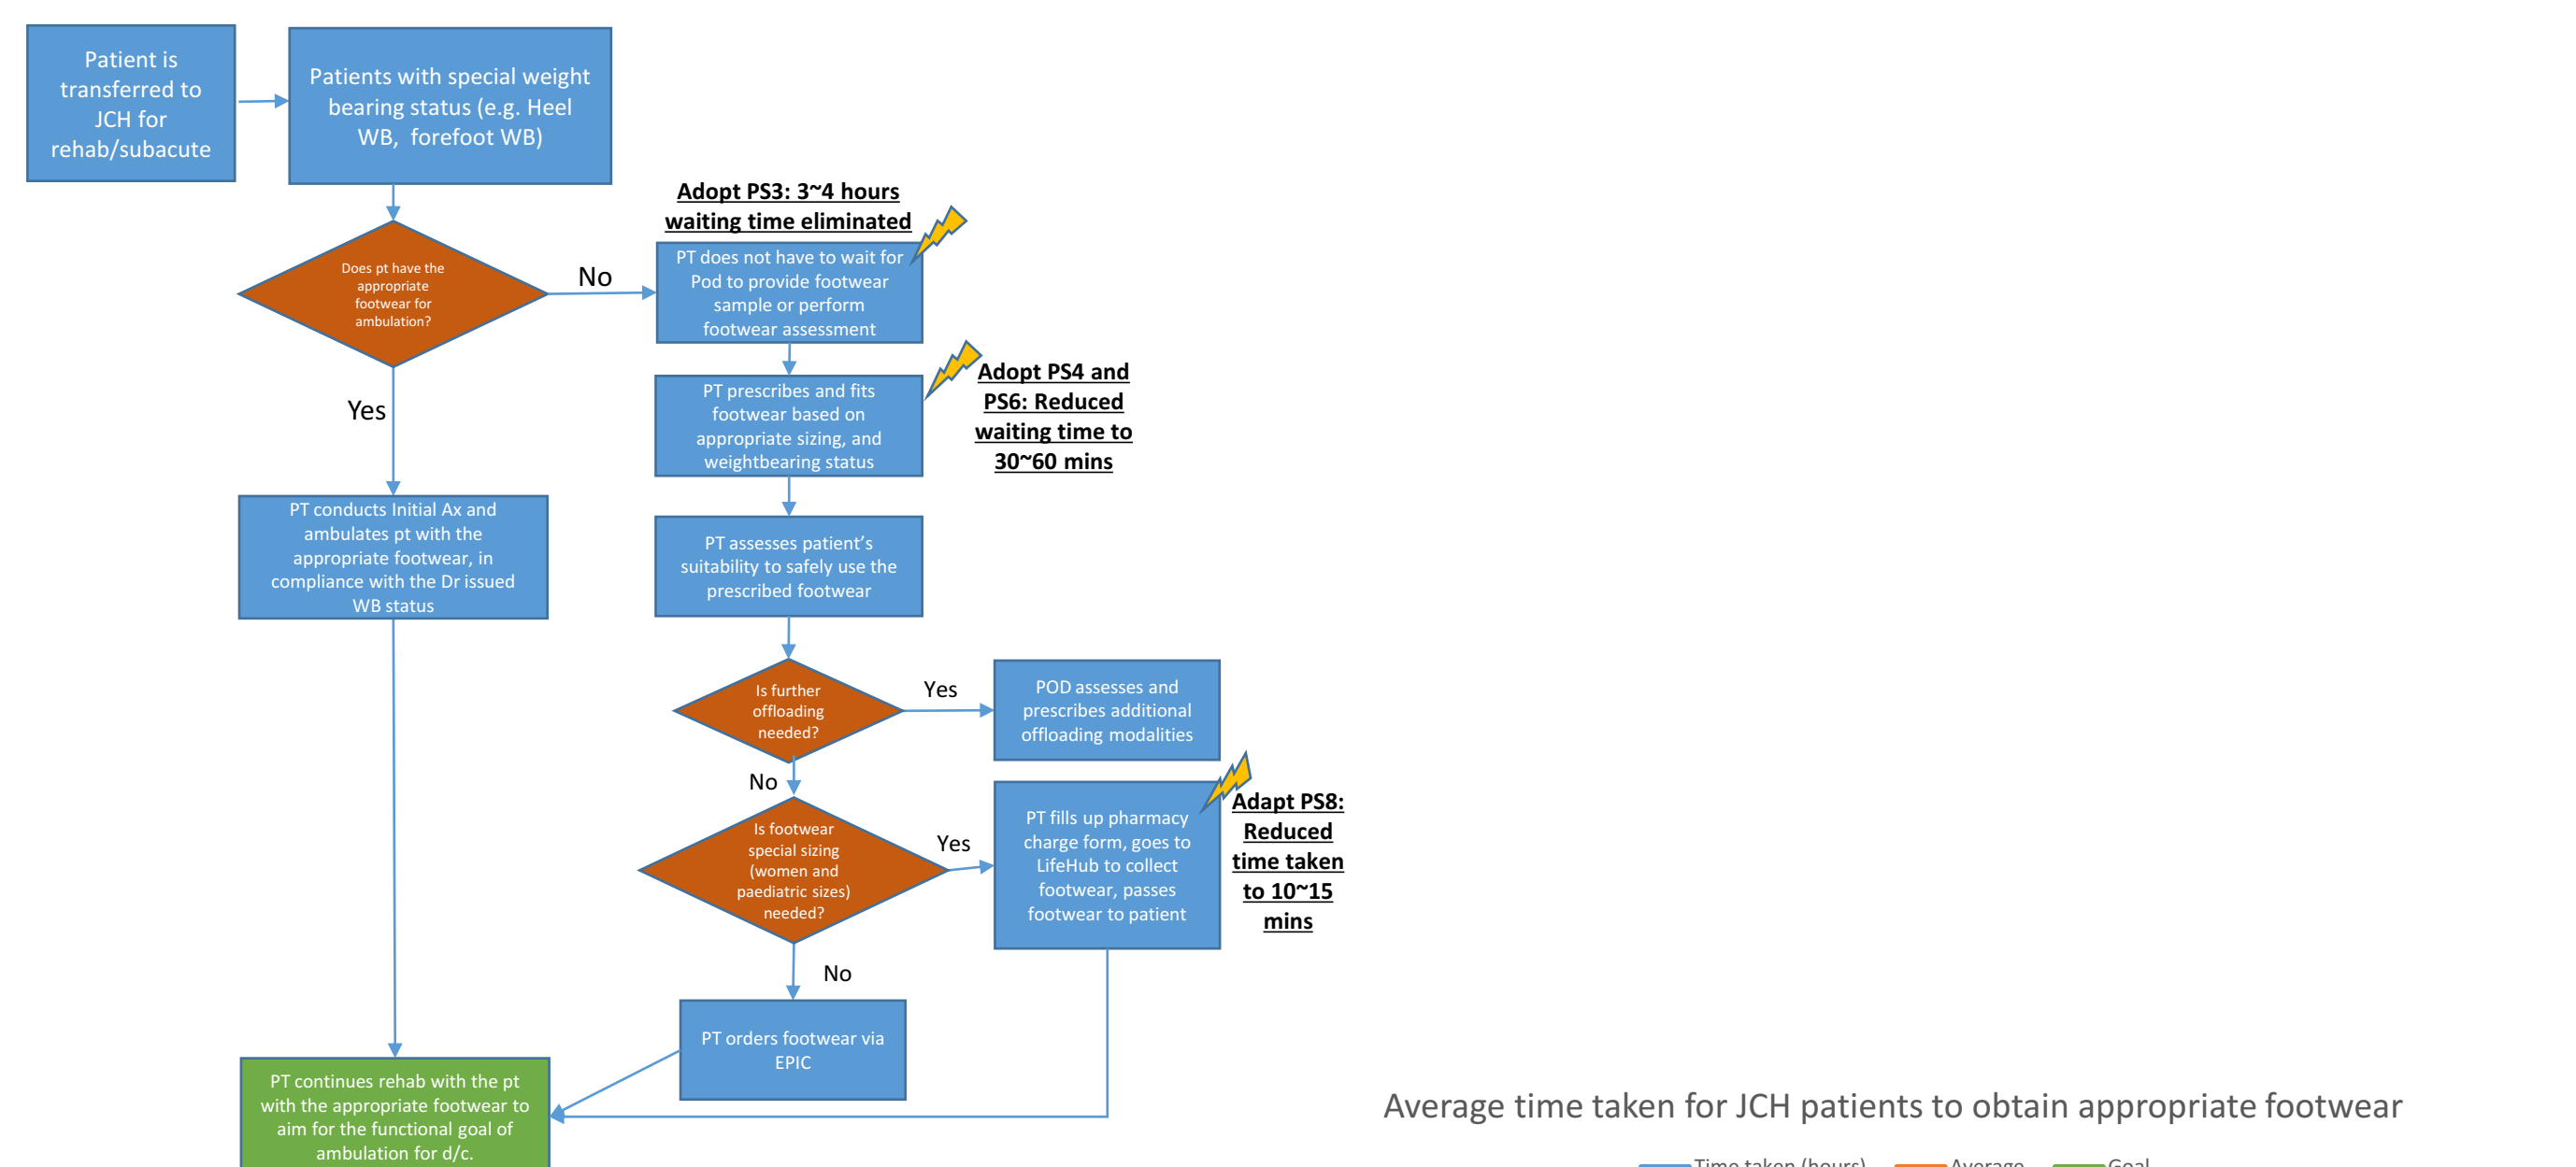 Patient is
transferred to
JCH for
rehab/subacute
Patients with special weight
bearing status (e.g. Heel
WB, forefoot WB)
Does pt have the
appropriate
footwear for
ambulation?
No
Yes
Adopt PS3: 3~4 hours
waiting time eliminated
PT does not have to wait for
Pod to provide footwear
sample or perform
footwear assessment
PT prescribes and fits
footwear based on
appropriate sizing, and
weightbearing status
Adopt PS4 and
PS6: Reduced
waiting time to
30~60 mins
PT conducts Initial Ax and
ambulates pt with the
appropriate footwear, in
compliance with the Dr issued
WB status
PT assesses patient's
suitability to safely use the
prescribed footwear
Is further
offloading
needed?
Yes
POD assesses and
prescribes additional
offloading modalities
No
Is footwear
special sizing
(women and
paediatric sizes)
needed?
Yes
PT fills up pharmacy
charge form, goes to
LifeHub to collect
footwear, passes
footwear to patient
Adapt PS8:
Reduced
time taken
to 10~15
mins
No
PT orders footwear via
EPIC
PT continues rehab with the pt
with the appropriate footwear to
aim for the functional goal of
ambulation for d/c.
Average time taken for JCH patients to obtain appropriate footwear
Time taken (hours) Average Goal